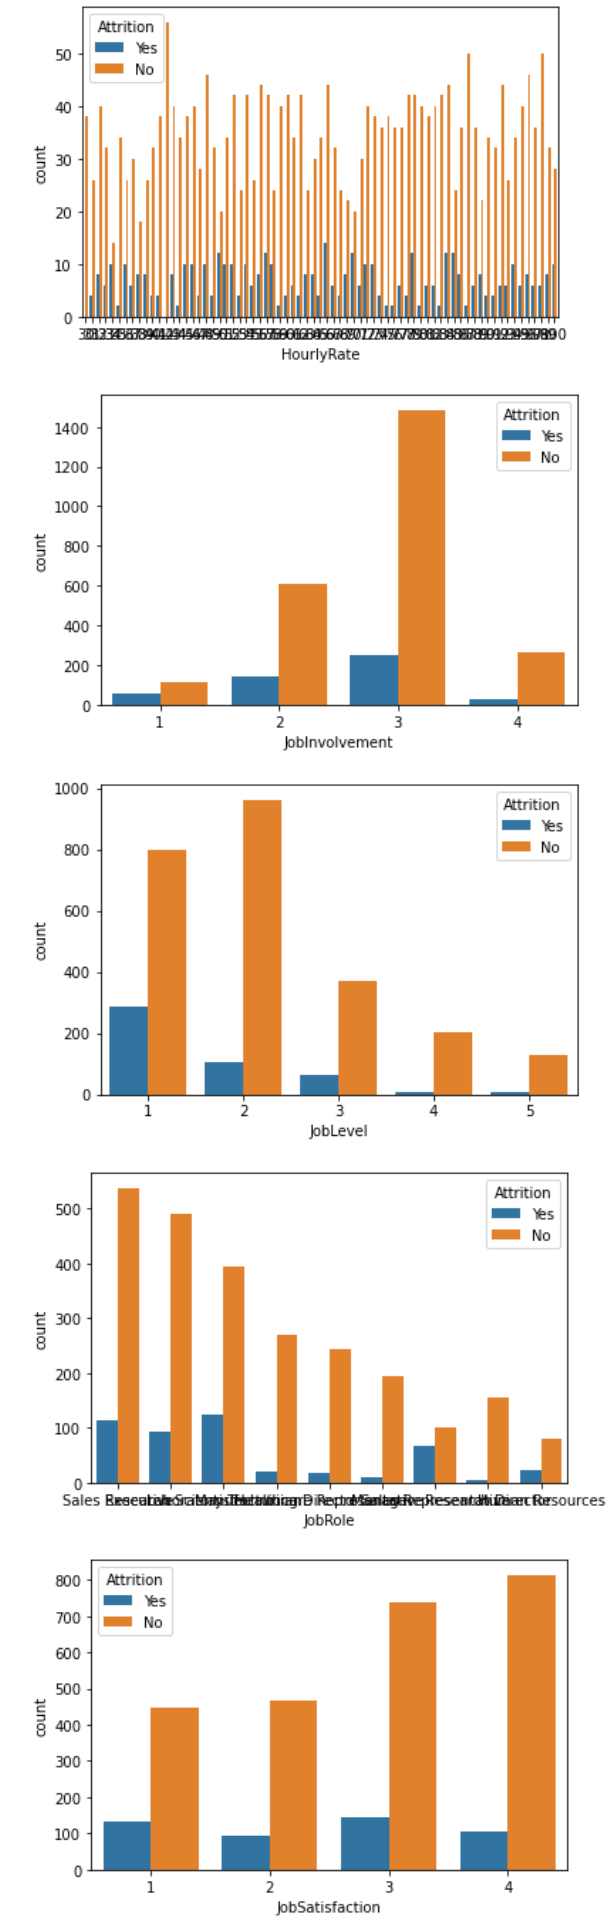 Attrition
Yes
No
50
40
30
20
10
0
count
HourlyRate
Attrition
Yes
No
1400
1200
1000
800
600
400
200
0
count
1 2 3 4
JobInvolvement
Attrition
Yes
No
1000
800
600
400
200
0
count
1 2 3 4 5
JobLevel
Attrition
Yes
No
500
400
300
200
100
0
count
Sales Resources
JobRole
Attrition
Yes
No
800
700
600
500
400
300
200
100
0
count
1 2 3 4
JobSatisfaction